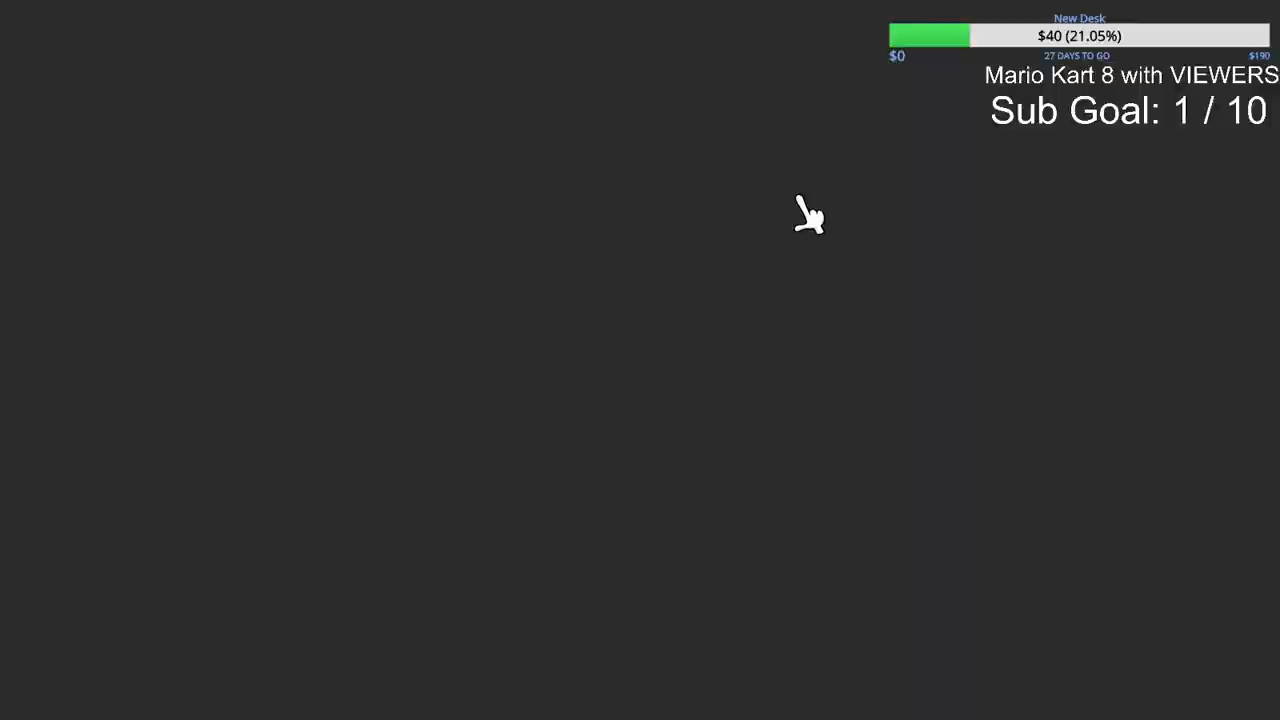 New Desk
$40 (21.05%)
$0 27 DAYS TO GO $190
Mario Kart 8 with VIEWERS
Sub Goal: 1 / 10